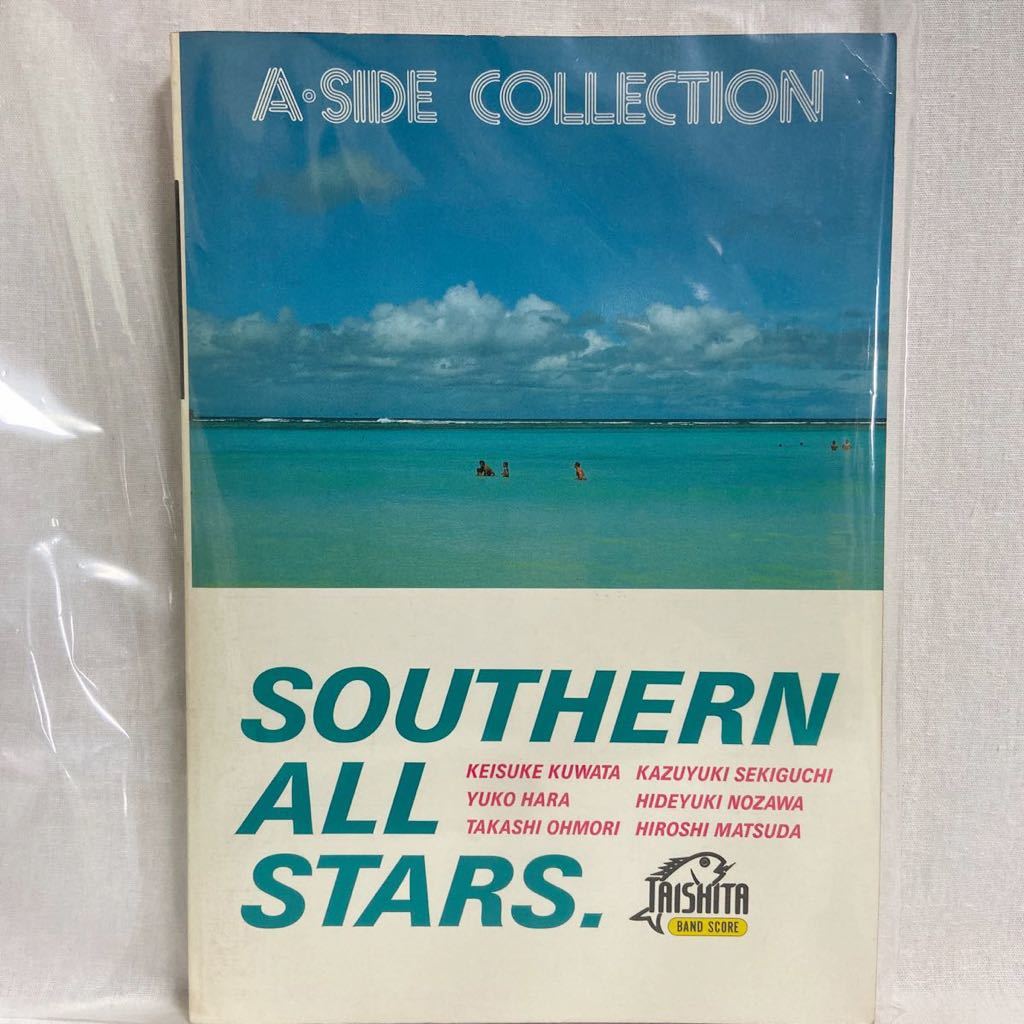 A•SIDE COLLECTION
SOUTHERN
ALL
STARS.
KEISUKE KUWATA KAZUYUKI SEKIGUCHI
YUKO HARA HIDEYUKI NOZAWA
TAKASHI OHMORI HIROSHI MATSUDA
TAISHITA
BAND SCORE